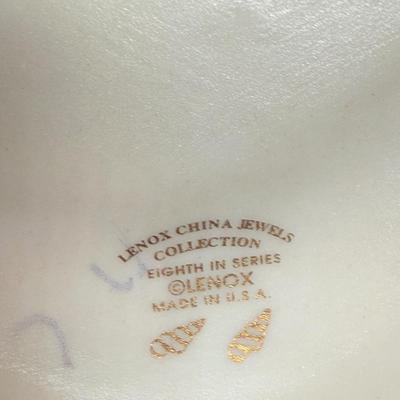 LENOX CHINA JEWELS
COLLECTION
EIGHTH IN SERIES
©LENOX
MADE IN U.S.A.